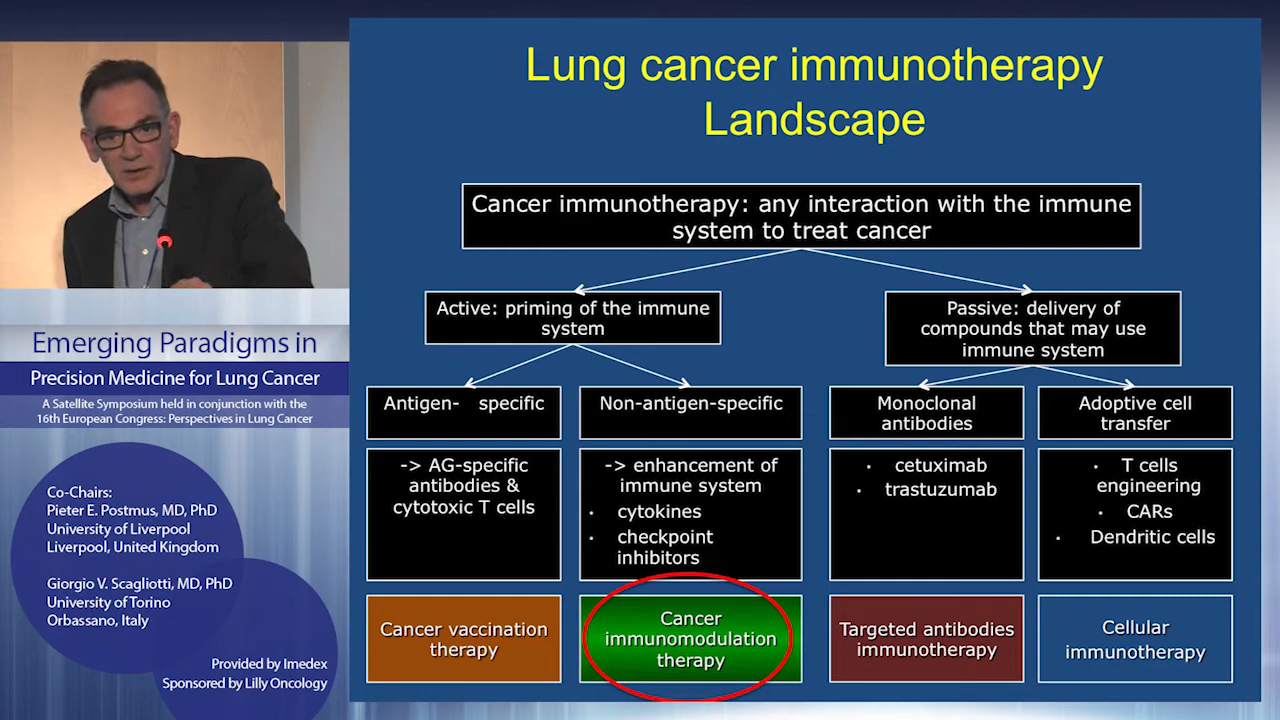 Lung cancer immunotherapy
Landscape
Cancer immunotherapy: any interaction with the immune
system to treat cancer
Active: priming of the immune
system
Passive: delivery of
compounds that may use
immune system
Antigen- specific
Non-antigen-specific
Monoclonal
antibodies
Adoptive cell
transfer
-> AG-specific
antibodies &
cytotoxic T cells
-> enhancement of
immune system
• cytokines
• checkpoint
inhibitors
• cetuximab
• trastuzumab
• T cells
engineering
• CARs
• Dendritic cells
Cancer vaccination
therapy
Cancer
immunomodulation
therapy
Targeted antibodies
immunotherapy
Cellular
immunotherapy
Emerging Paradigms in
Precision Medicine for Lung Cancer
A Satellite Symposium held in conjunction with the
16th European Congress: Perspectives in Lung Cancer
Co-Chairs:
Pieter E. Postmus, MD, PhD
University of Liverpool
Liverpool, United Kingdom
Giorgio V. Scagliotti, MD, PhD
University of Torino
Orbassano, Italy
Provided by Imedex
Sponsored by Lilly Oncology